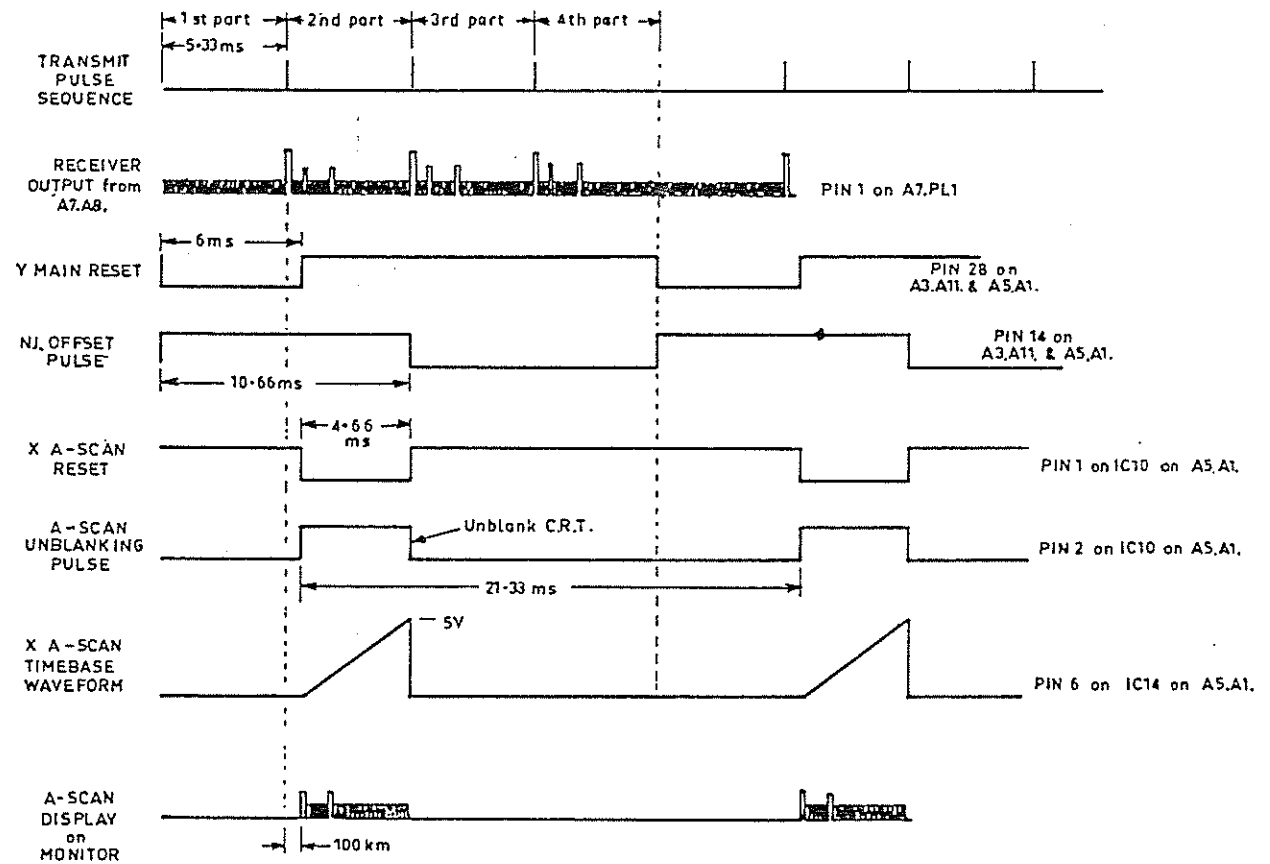 1st part 2nd part 3rd part 4th part
5·33ms
TRANSMIT
PULSE
SEQUENCE
RECEIVER
OUTPUT from
A7.A8.
PIN 1 on A7.PL1
6ms
Y MAIN RESET
PIN 28 on
A3.A11. & A5.A1.
NJ. OFFSET
PULSE
PIN 14 on
A3.A11. & A5.A1.
10·66ms
4·66
ms
X A-SCAN
RESET
PIN 1 on IC10 on A5.A1.
A-SCAN
UNBLANKING
PULSE
Unblank C.R.T.
PIN 2 on IC10 on A5.A1.
21·33 ms
5V
X A-SCAN
TIMEBASE
WAVEFORM
PIN 6 on IC14 on A5.A1.
A-SCAN
DISPLAY
on
MONITOR
100 km